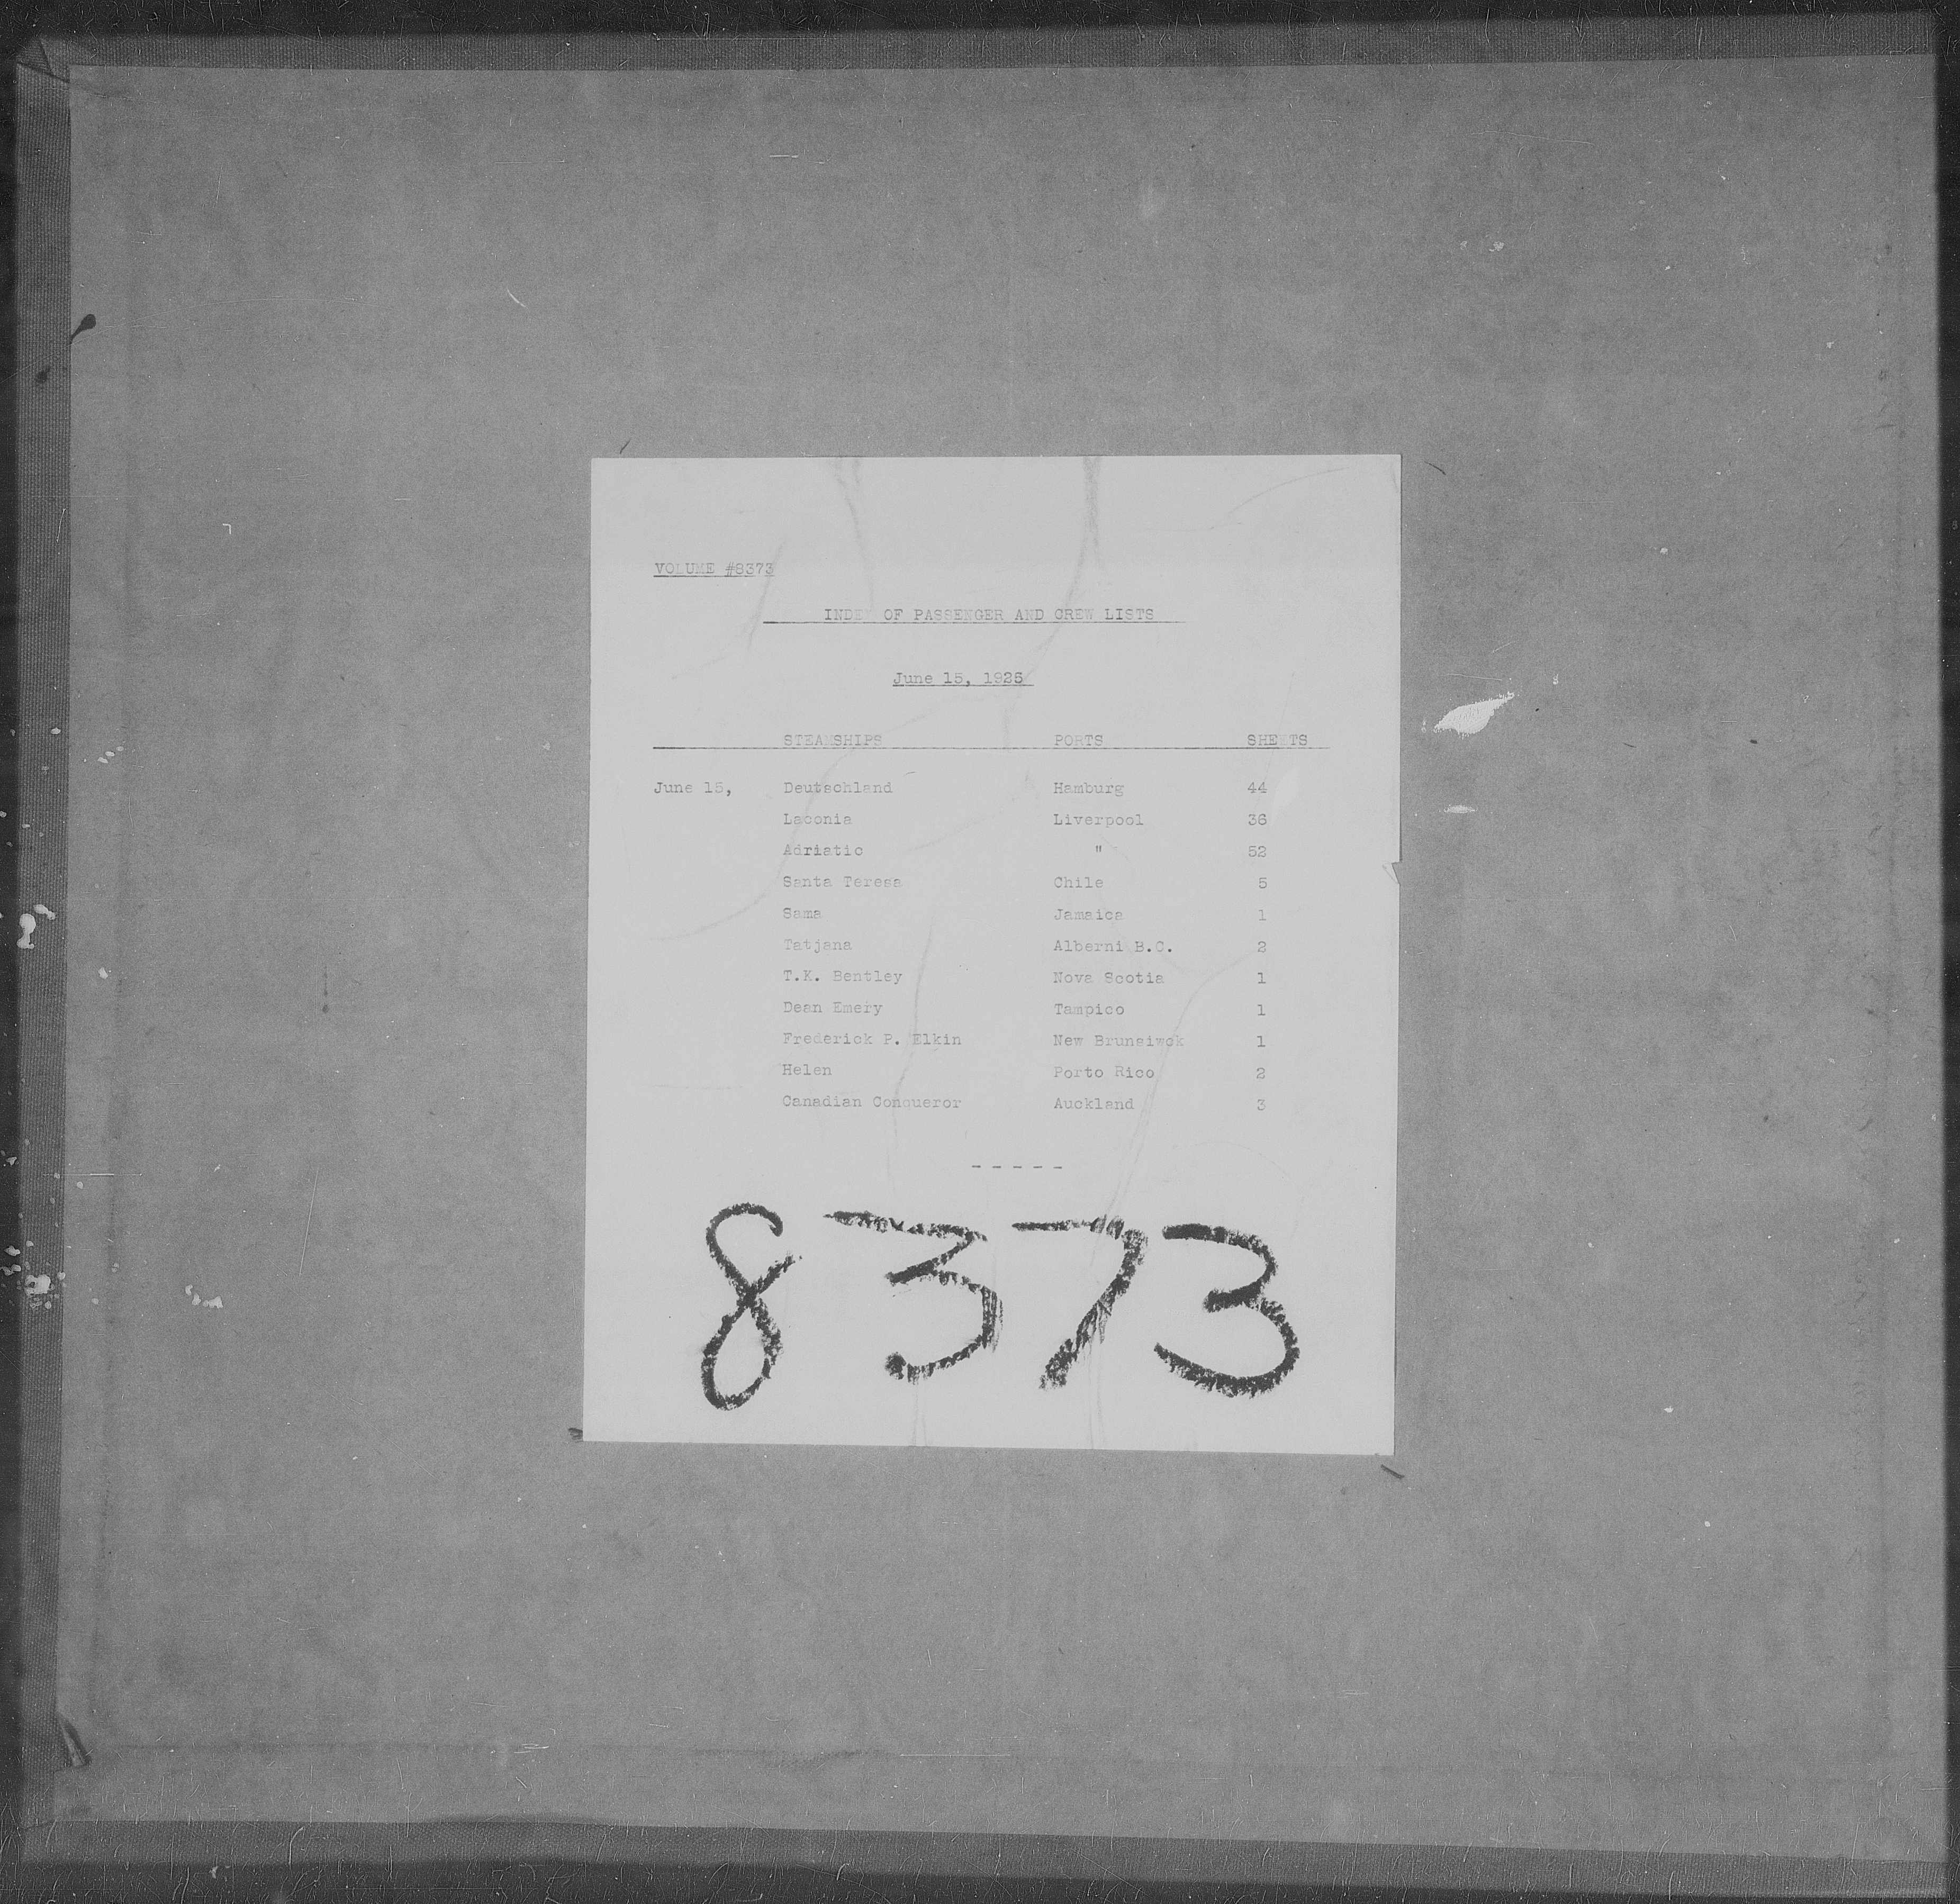 VOLUME #8373
INDEX OF PASSENGER AND CREW LISTS
June 15, 1925
STEAMSHIPS PORTS SHEETS
June 15, Deutschland Hamburg 44
Laconia Liverpool 36
Adriatic " 52
Santa Teresa Chile 5
Sama Jamaica 1
Tatjana Alberni B.C. 2
T.K. Bentley Nova Scotia 1
Dean Emery Tampico 1
Frederick P. Elkin New Brunsiwck 1
Helen Porto Rico 2
Canadian Conqueror Auckland 3
- - - - -
8373